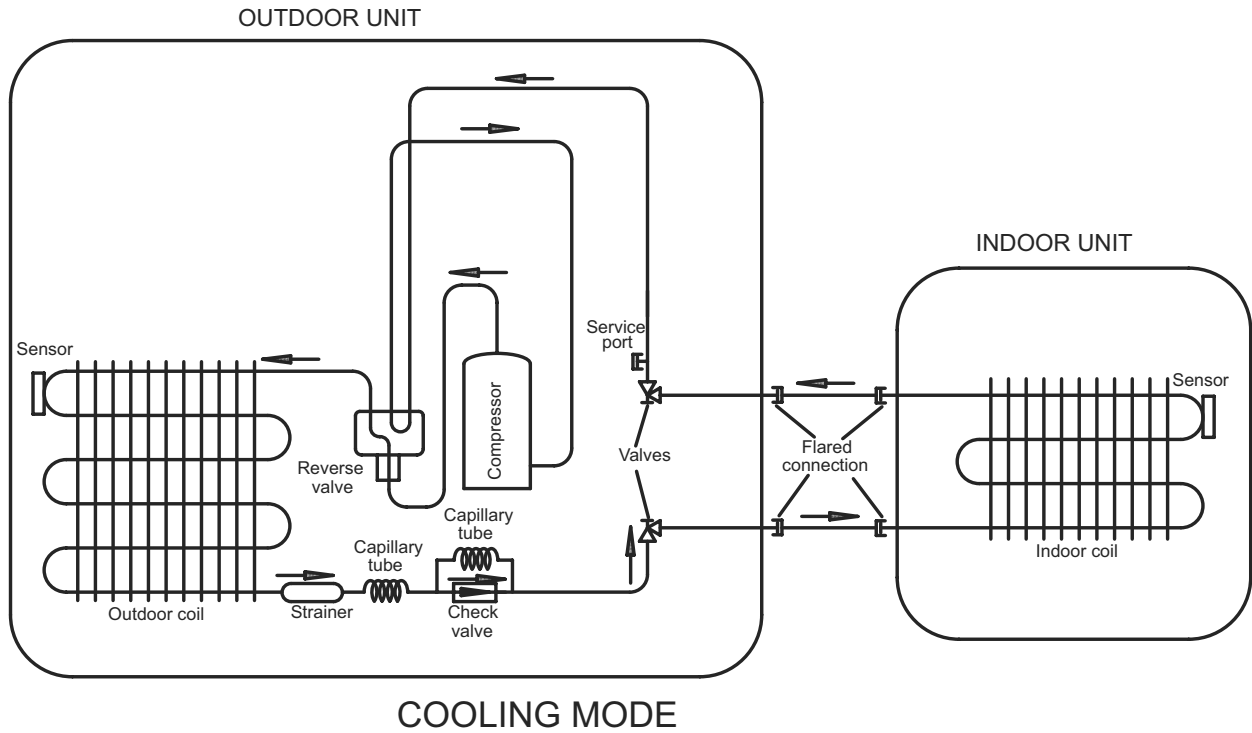 OUTDOOR UNIT
INDOOR UNIT
Service
port
Sensor
Sensor
Compressor
Reverse
valve
Valves
Flared
connection
Capillary
tube
Capillary
tube
Indoor coil
Outdoor coil
Strainer
Check
valve
COOLING MODE